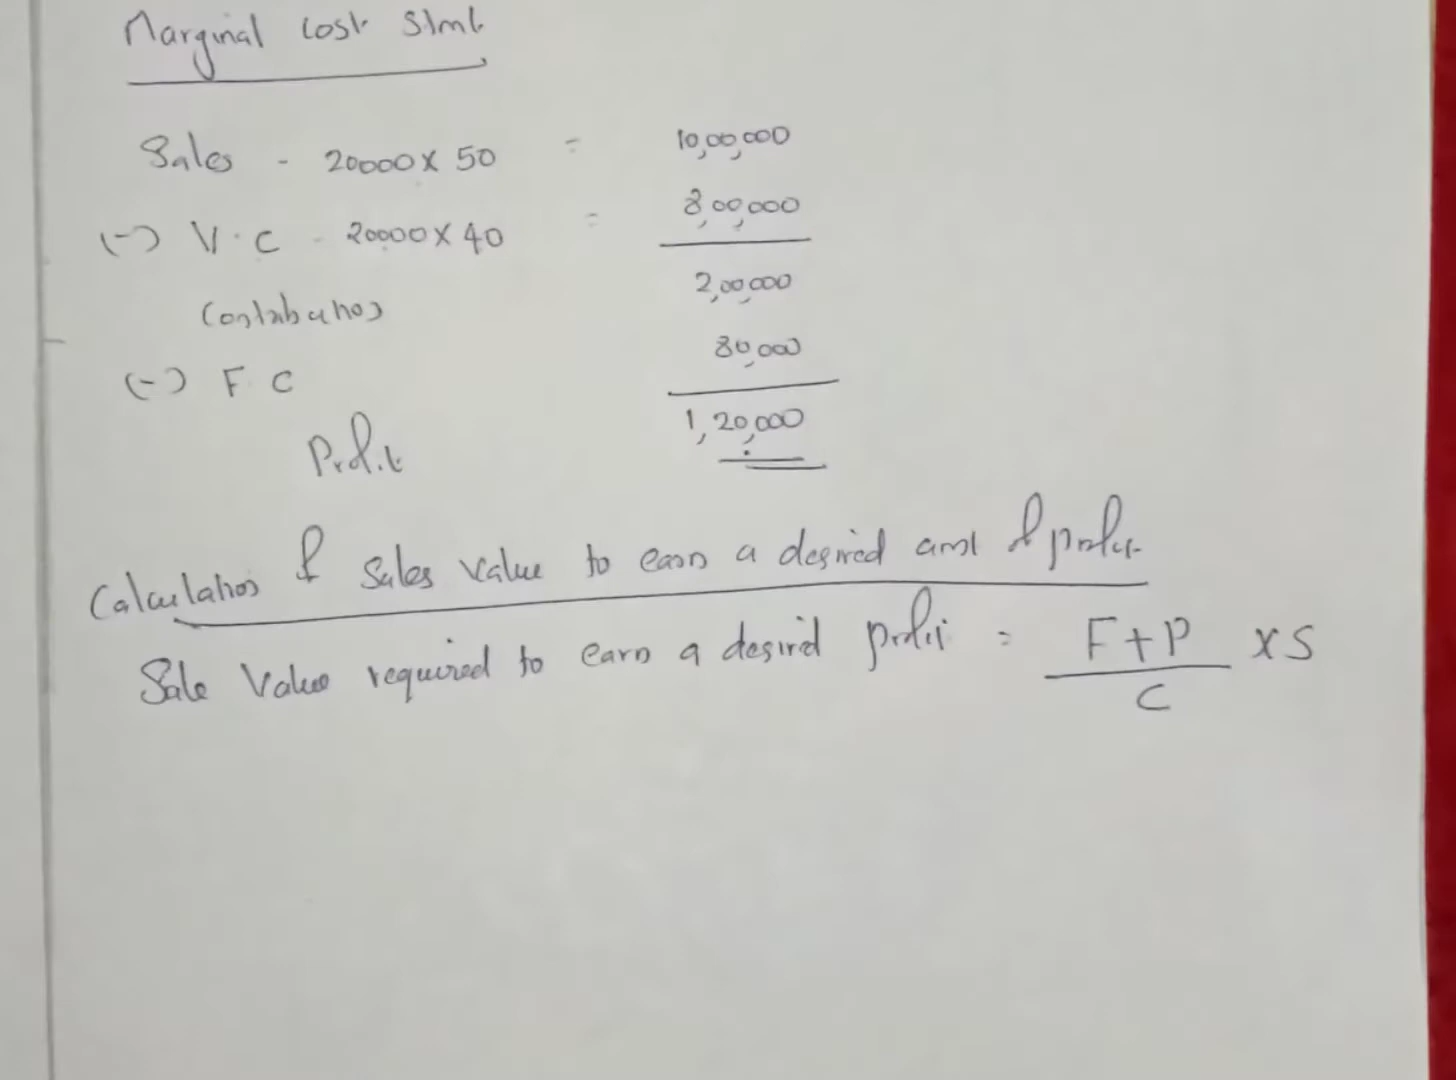 Marginal Cost Stmt
Sales - 20000 X 50 = 10,00,000
(-) V.C - 20000 X 40 = 8,00,000
Contribution 2,00,000
(-) F C 80,000
Profit 1,20,000
Calculation of Sales Value to earn a desired amt of profit
Sale Value required to earn a desired profit = F+P X S
C